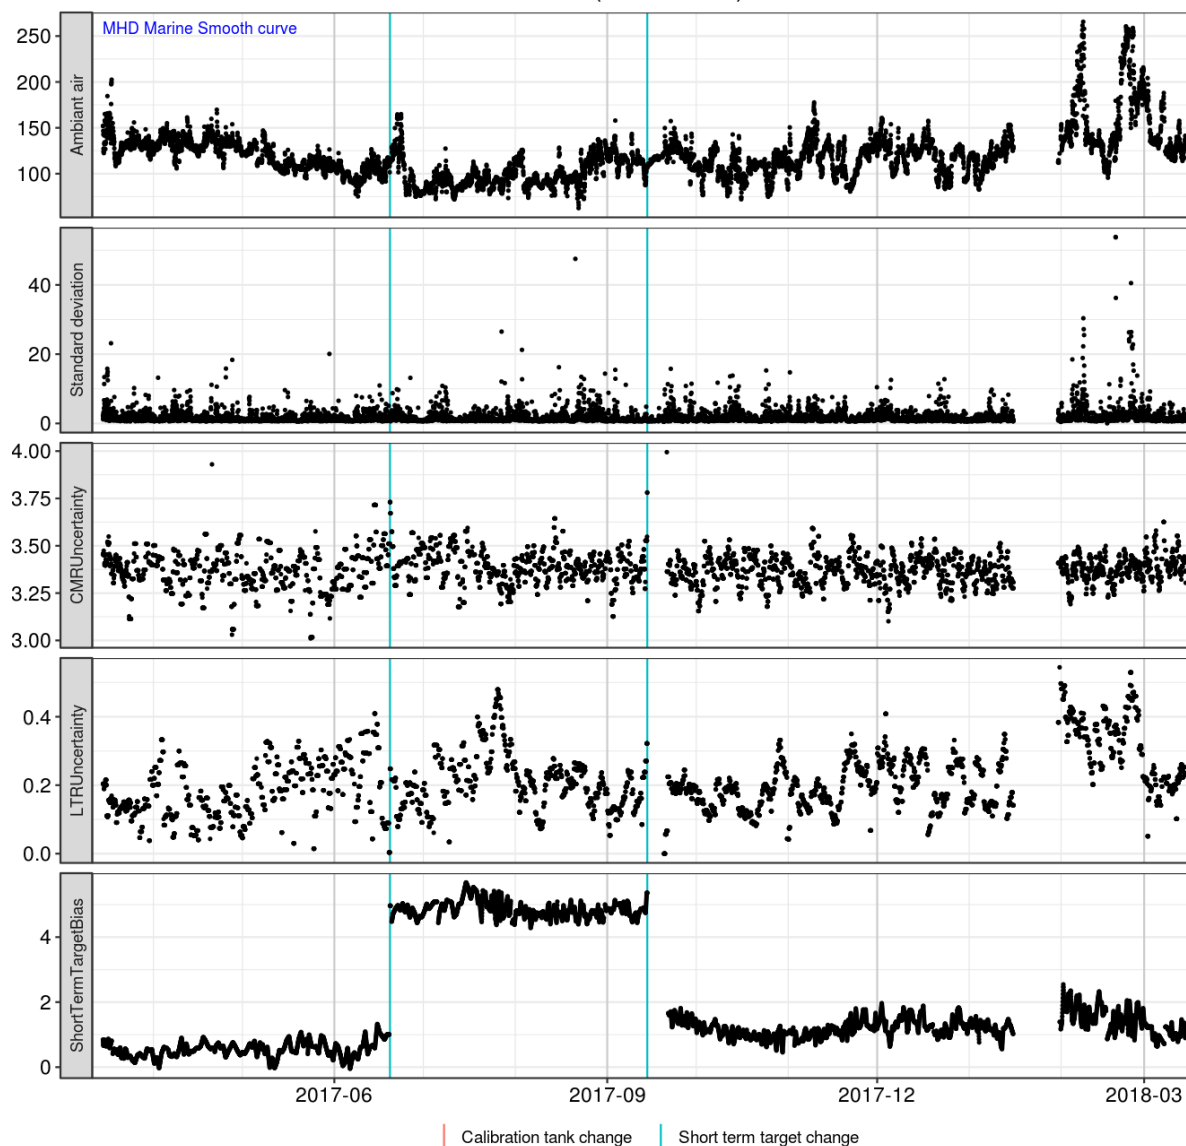 MHD Marine Smooth curve
Ambiant air
250
200
150
100
Standard deviation
40
20
0
CMRUncertainty
4.00
3.75
3.50
3.25
3.00
LTRUncertainty
0.4
0.2
0.0
ShortTermTargetBias
4
2
0
2017-06
2017-09
2017-12
2018-03
Calibration tank change
Short term target change